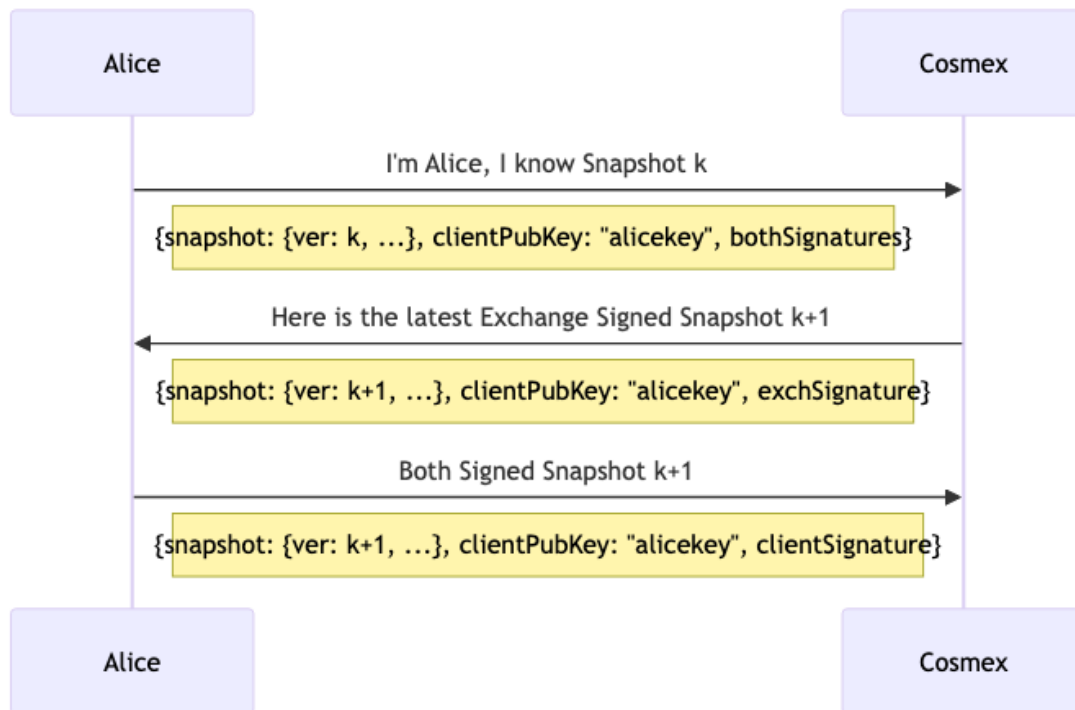 Alice Cosmex
I'm Alice, I know Snapshot k
{snapshot: {ver: k, ...}, clientPubKey: "alicekey", bothSignatures}
Here is the latest Exchange Signed Snapshot k+1
{snapshot: {ver: k+1, ...}, clientPubKey: "alicekey", exchSignature}
Both Signed Snapshot k+1
{snapshot: {ver: k+1, ...}, clientPubKey: "alicekey", clientSignature}
Alice Cosmex